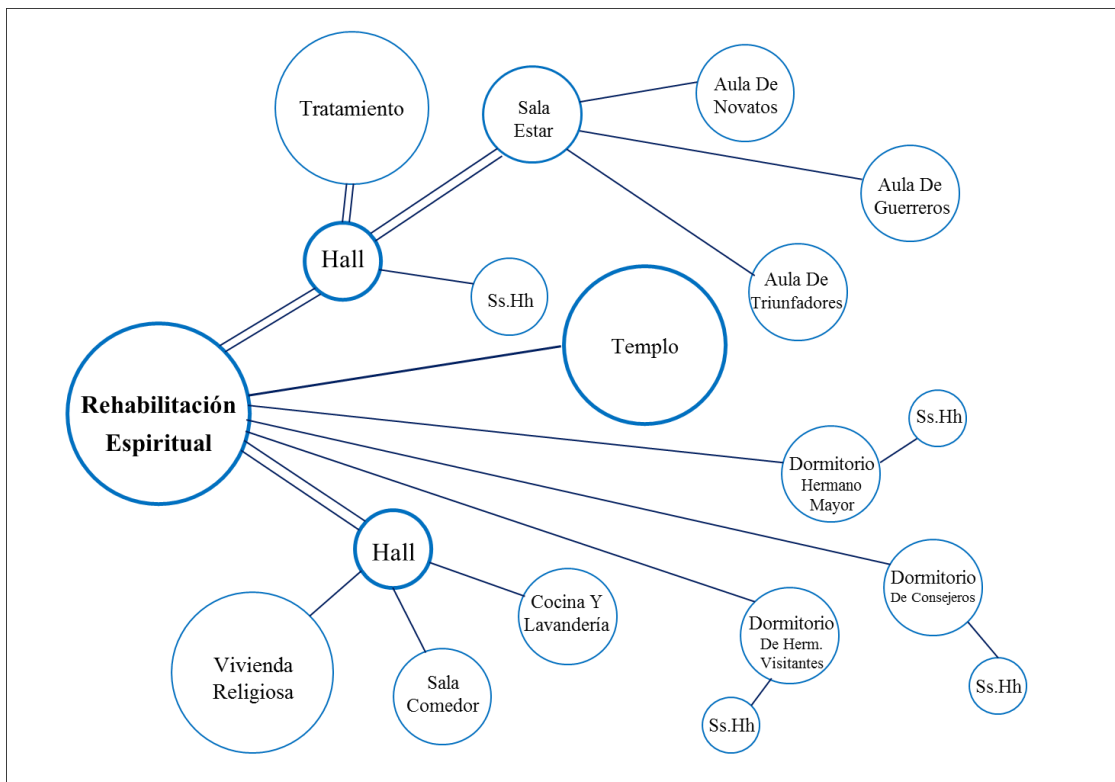 Tratamiento
Sala
Estar
Aula De
Novatos
Aula De
Guerreros
Hall
Ss.Hh
Aula De
Triunfadores
Templo
Rehabilitación
Espiritual
Ss.Hh
Dormitorio
Hermano
Mayor
Hall
Cocina Y
Lavandería
Dormitorio
De Consejeros
Dormitorio
De Herm.
Visitantes
Vivienda
Religiosa
Sala
Comedor
Ss.Hh
Ss.Hh